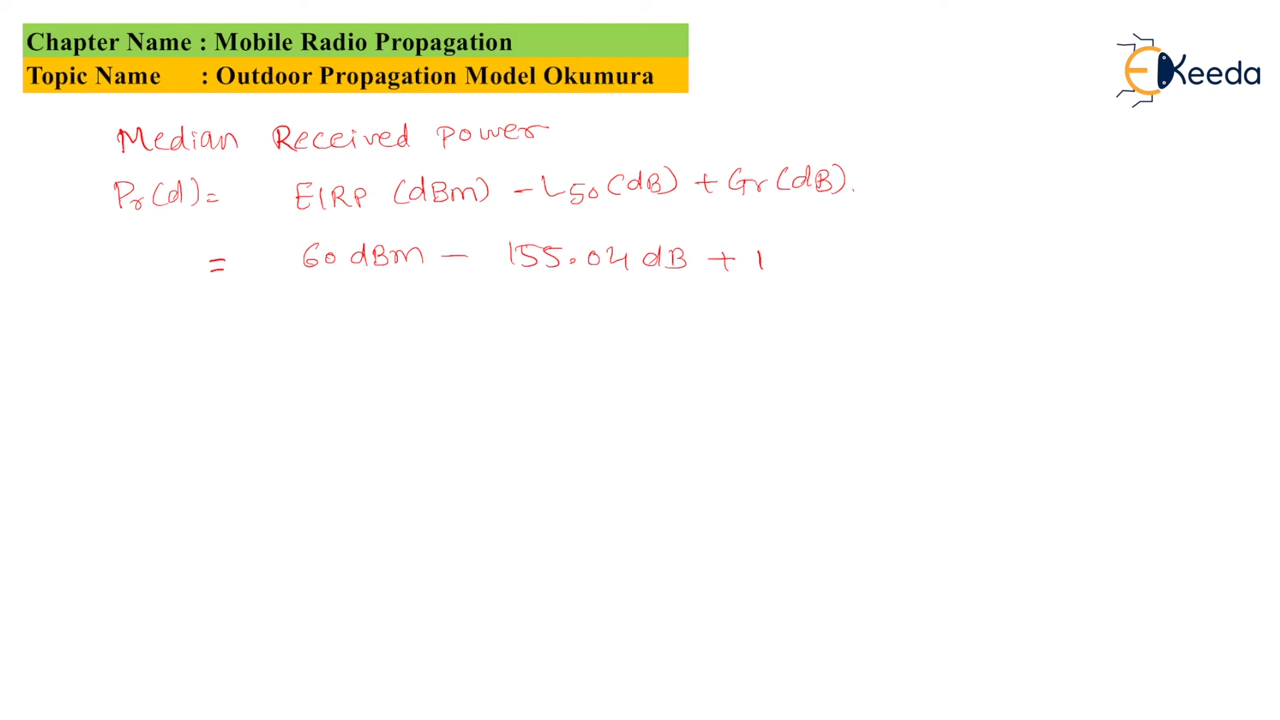 Chapter Name : Mobile Radio Propagation
Topic Name : Outdoor Propagation Model Okumura
EKeeda
Median Received power
Pr(d) = EIRP (dBm) - L50 (dB) + Gr (dB).
= 60 dBm - 155.04 dB + 1